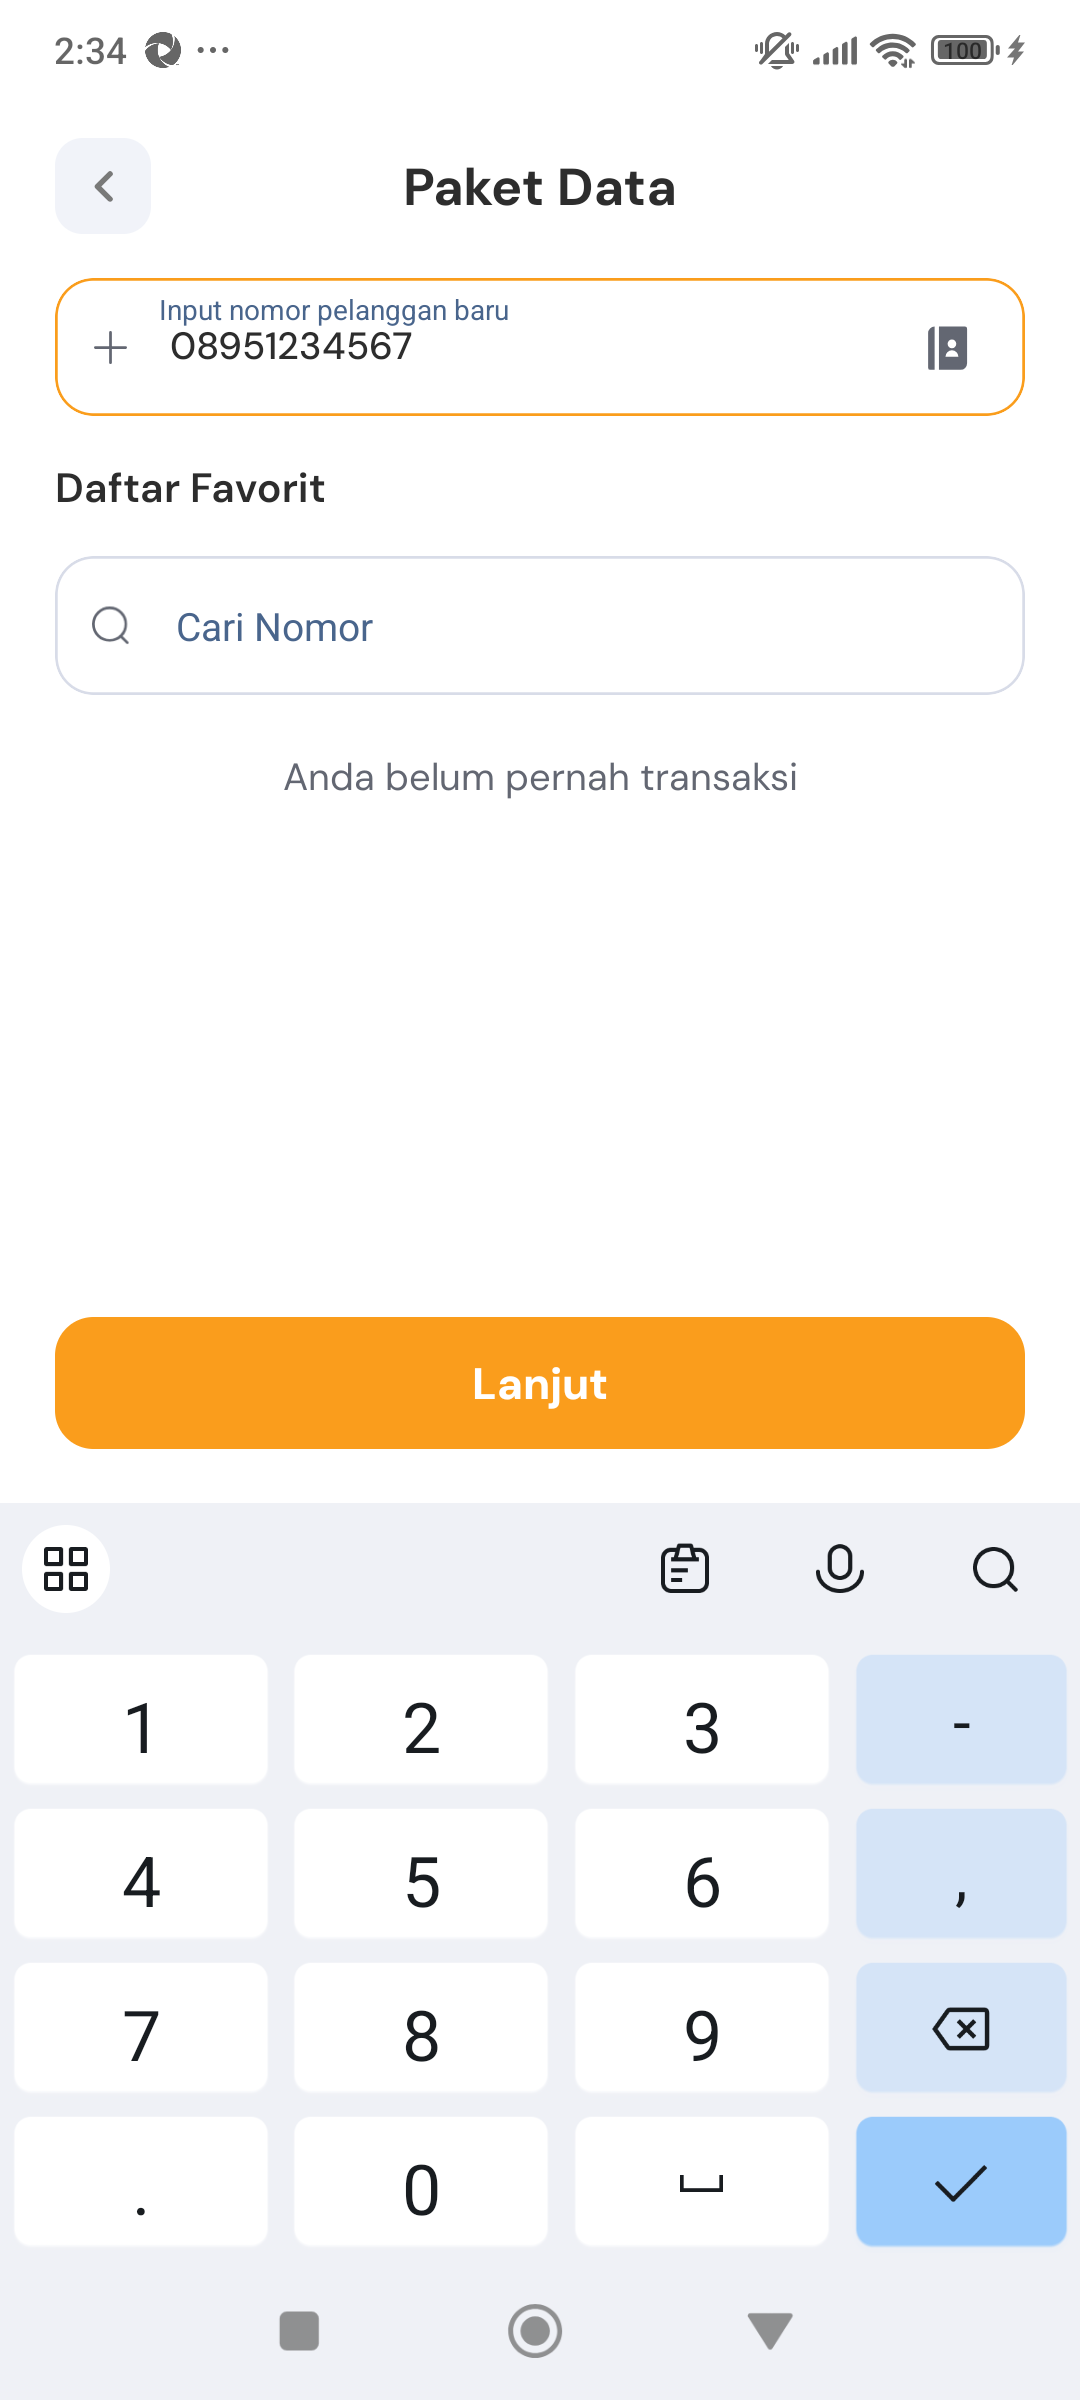 2:34
100
Paket Data
Input nomor pelanggan baru
08951234567
Daftar Favorit
Cari Nomor
Anda belum pernah transaksi
Lanjut
1 2 3 -
4 5 6 ,
7 8 9
. 0